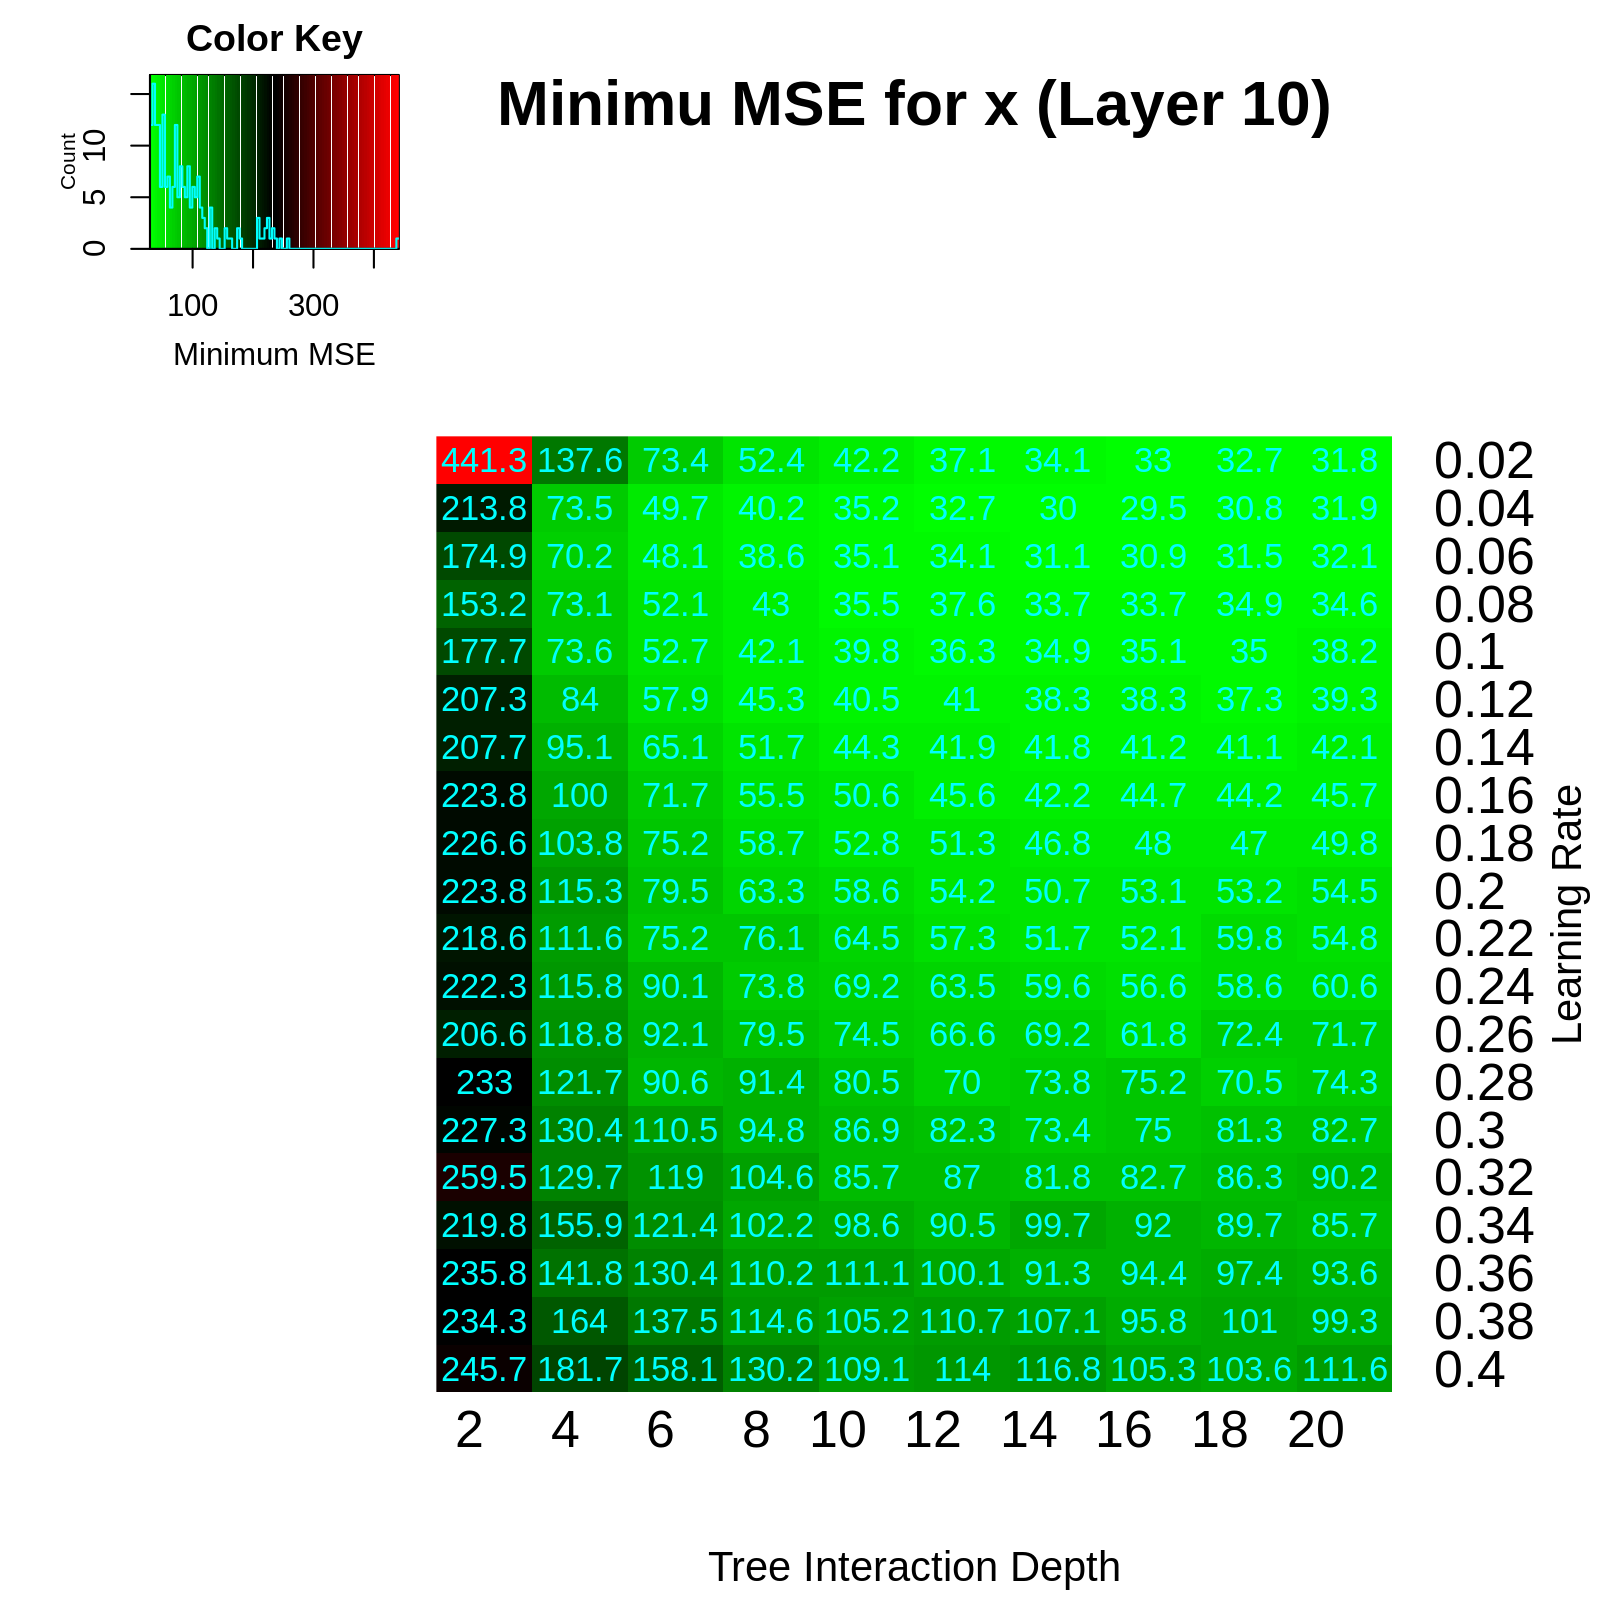 Color Key
Minimu MSE for x (Layer 10)
Count
0 5 10
100 300
Minimum MSE
441.3 137.6 73.4 52.4 42.2 37.1 34.1 33 32.7 31.8 0.02
213.8 73.5 49.7 40.2 35.2 32.7 30 29.5 30.8 31.9 0.04
174.9 70.2 48.1 38.6 35.1 34.1 31.1 30.9 31.5 32.1 0.06
153.2 73.1 52.1 43 35.5 37.6 33.7 33.7 34.9 34.6 0.08
177.7 73.6 52.7 42.1 39.8 36.3 34.9 35.1 35 38.2 0.1
207.3 84 57.9 45.3 40.5 41 38.3 38.3 37.3 39.3 0.12
207.7 95.1 65.1 51.7 44.3 41.9 41.8 41.2 41.1 42.1 0.14
223.8 100 71.7 55.5 50.6 45.6 42.2 44.7 44.2 45.7 0.16
226.6 103.8 75.2 58.7 52.8 51.3 46.8 48 47 49.8 0.18
223.8 115.3 79.5 63.3 58.6 54.2 50.7 53.1 53.2 54.5 0.2
218.6 111.6 75.2 76.1 64.5 57.3 51.7 52.1 59.8 54.8 0.22
222.3 115.8 90.1 73.8 69.2 63.5 59.6 56.6 58.6 60.6 0.24
206.6 118.8 92.1 79.5 74.5 66.6 69.2 61.8 72.4 71.7 0.26
233 121.7 90.6 91.4 80.5 70 73.8 75.2 70.5 74.3 0.28
227.3 130.4 110.5 94.8 86.9 82.3 73.4 75 81.3 82.7 0.3
259.5 129.7 119 104.6 85.7 87 81.8 82.7 86.3 90.2 0.32
219.8 155.9 121.4 102.2 98.6 90.5 99.7 92 89.7 85.7 0.34
235.8 141.8 130.4 110.2 111.1 100.1 91.3 94.4 97.4 93.6 0.36
234.3 164 137.5 114.6 105.2 110.7 107.1 95.8 101 99.3 0.38
245.7 181.7 158.1 130.2 109.1 114 116.8 105.3 103.6 111.6 0.4
Learning Rate
2 4 6 8 10 12 14 16 18 20
Tree Interaction Depth